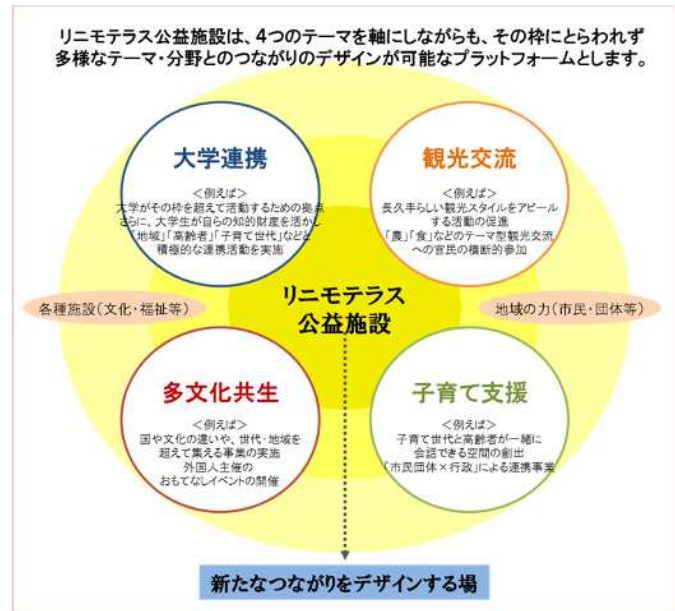 リニモテラス公益施設は、4つのテーマを軸にしながらも、その枠にとらわれず
多様なテーマ・分野とのつながりのデザインが可能なプラットフォームとします。
大学連携
＜例えば＞
大学がその枠を超えて活動するための拠点
さらに、大学生が自らの知的財産を活かし
「地域」「高齢者」「子育て世代」などと
積極的な連携活動を実施
観光交流
＜例えば＞
長久手らしい観光スタイルをアピール
する活動の促進
「農」「食」などのテーマ型観光交流
への官民の横断的参加
各種施設（文化・福祉等）
リニモテラス
公益施設
地域の力（市民・団体等）
多文化共生
＜例えば＞
国や文化の違いや、世代・地域を
超えて集える事業の実施
外国人主催の
おもてなしイベントの開催
子育て支援
＜例えば＞
子育て世代と高齢者が一緒に
会話できる空間の創出
「市民団体×行政」による連携事業
新たなつながりをデザインする場